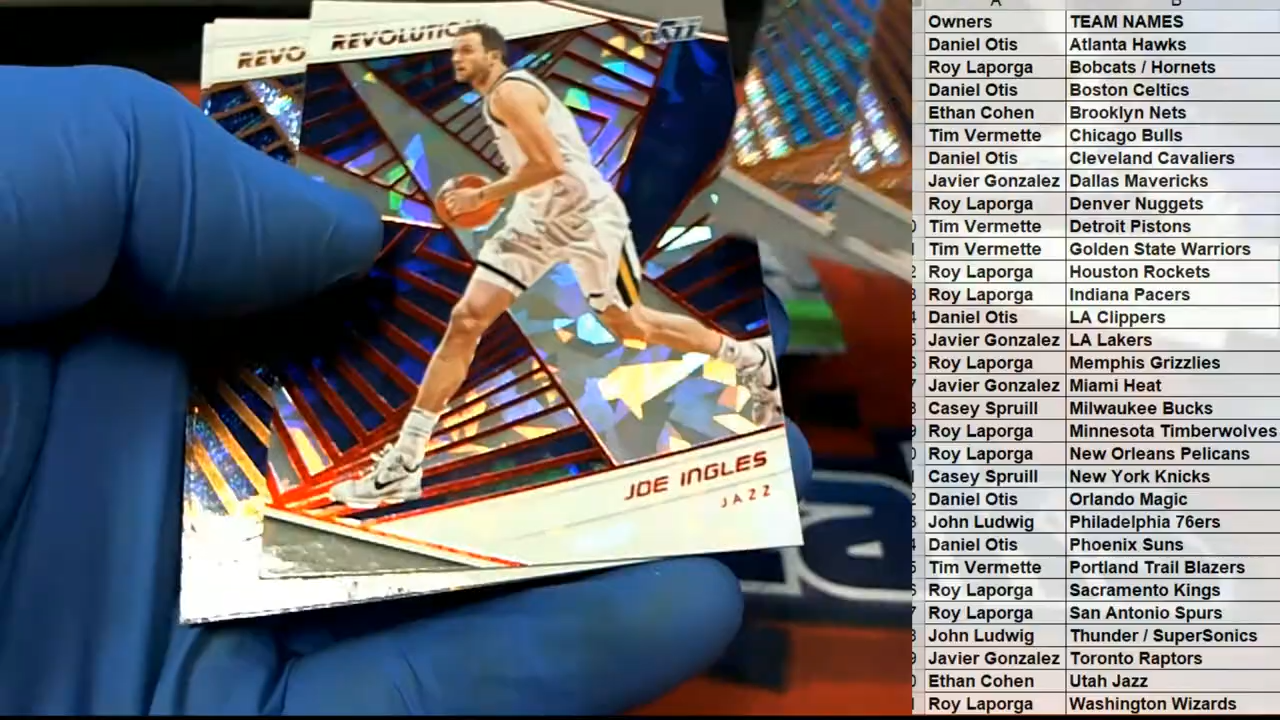 REVO
REVOLUTION
JAZZ
JOE INGLES
JAZZ
A B
Owners TEAM NAMES
Daniel Otis Atlanta Hawks
Roy Laporga Bobcats / Hornets
Daniel Otis Boston Celtics
Ethan Cohen Brooklyn Nets
Tim Vermette Chicago Bulls
Daniel Otis Cleveland Cavaliers
Javier Gonzalez Dallas Mavericks
Roy Laporga Denver Nuggets
Tim Vermette Detroit Pistons
Tim Vermette Golden State Warriors
Roy Laporga Houston Rockets
Roy Laporga Indiana Pacers
Daniel Otis LA Clippers
Javier Gonzalez LA Lakers
Roy Laporga Memphis Grizzlies
Javier Gonzalez Miami Heat
Casey Spruill Milwaukee Bucks
Roy Laporga Minnesota Timberwolves
Roy Laporga New Orleans Pelicans
Casey Spruill New York Knicks
Daniel Otis Orlando Magic
John Ludwig Philadelphia 76ers
Daniel Otis Phoenix Suns
Tim Vermette Portland Trail Blazers
Roy Laporga Sacramento Kings
Roy Laporga San Antonio Spurs
John Ludwig Thunder / SuperSonics
Javier Gonzalez Toronto Raptors
Ethan Cohen Utah Jazz
Roy Laporga Washington Wizards